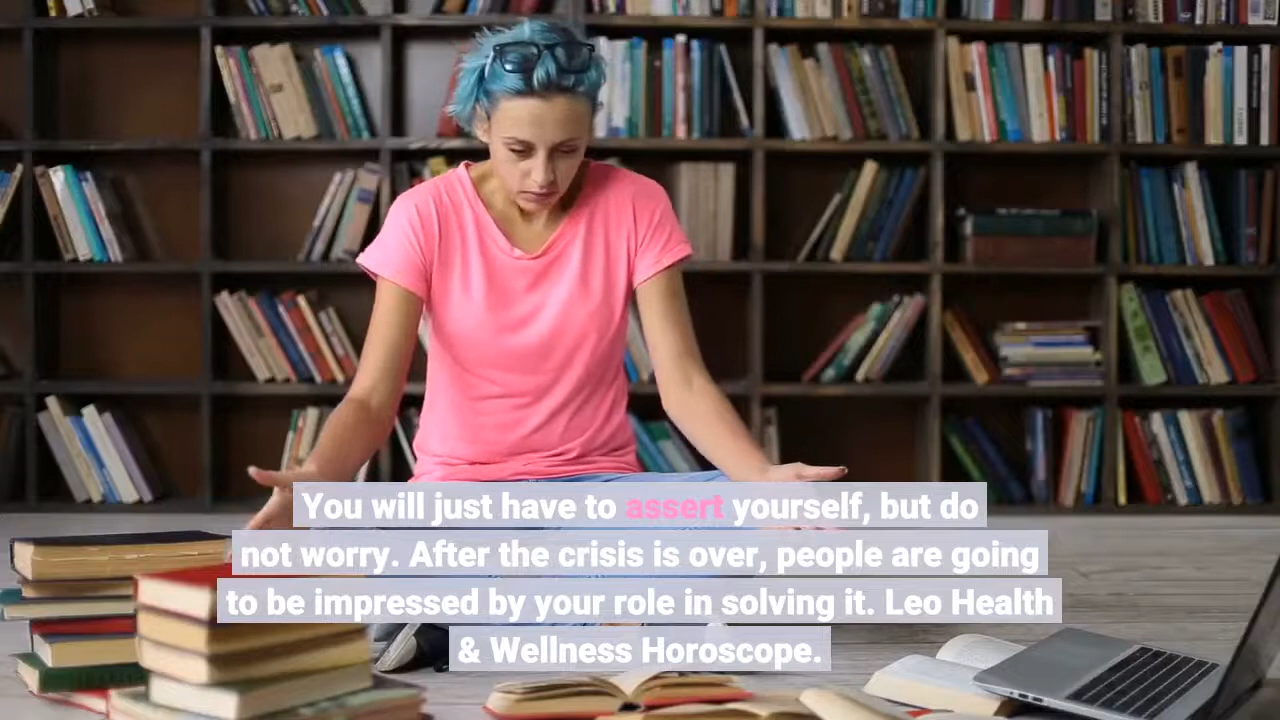 You will just have to assert yourself, but do
not worry. After the crisis is over, people are going
to be impressed by your role in solving it. Leo Health
& Wellness Horoscope.